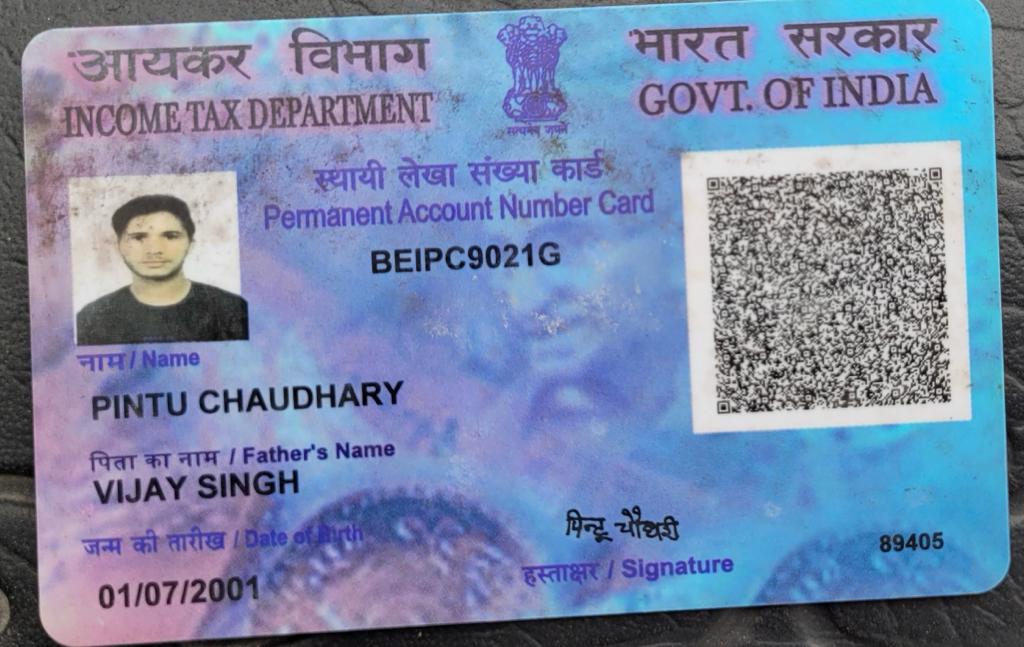 आयकर विभाग
INCOME TAX DEPARTMENT
भारत सरकार
GOVT. OF INDIA
सत्यमेव जयते
स्थायी लेखा संख्या कार्ड
Permanent Account Number Card
BEIPC9021G
नाम / Name
PINTU CHAUDHARY
पिता का नाम / Father's Name
VIJAY SINGH
जन्म की तारीख / Date of Birth
01/07/2001
पिन्टू चौधरी
हस्ताक्षर / Signature
89405